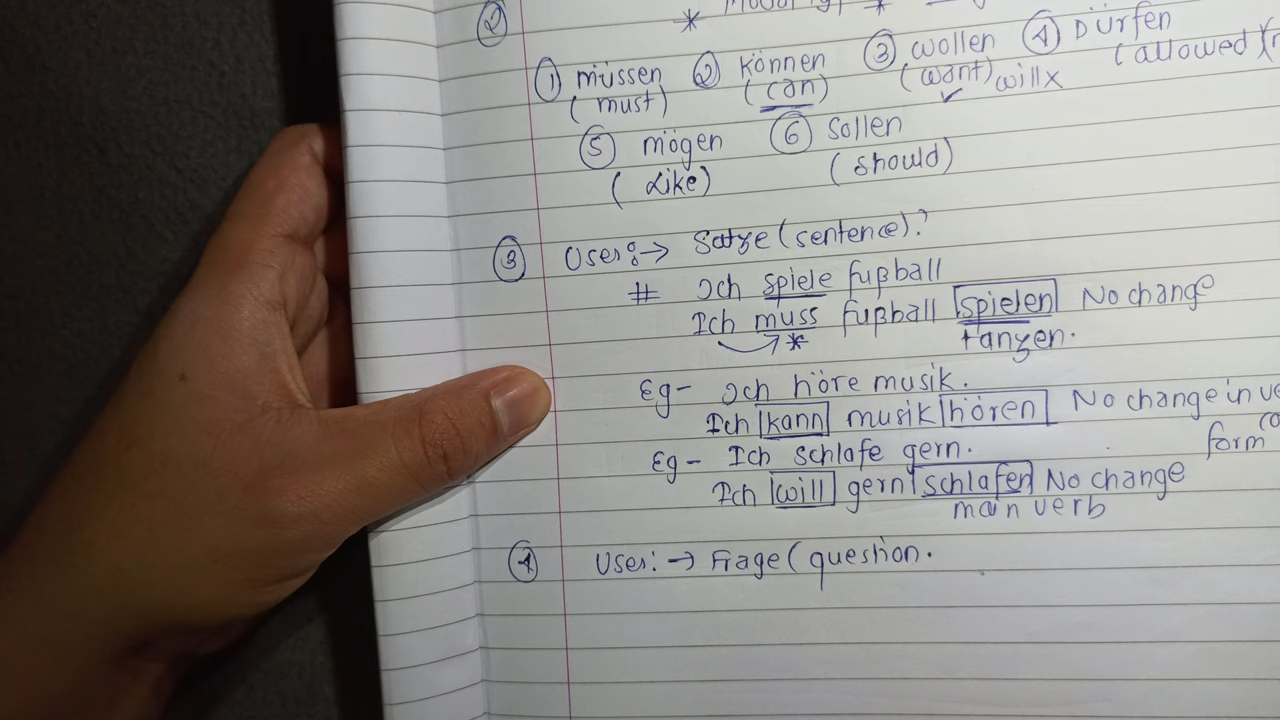 ②
* *
① müssen ② können ③ wollen ④ Dürfen
(must) (can) (want) will x (allowed)
⑤ mögen ⑥ sollen
(Like) (should)
③ Uses:→ Satze (sentence).
# Ich spiele fußball
Ich muss fußball spielen No change
* tanzen.
Eg- Ich höre musik.
Ich kann musik hören No change in
form
Eg- Ich schlafe gern.
Ich will gern schlafen No change
man verb
④ Uses:→ Frage (question.